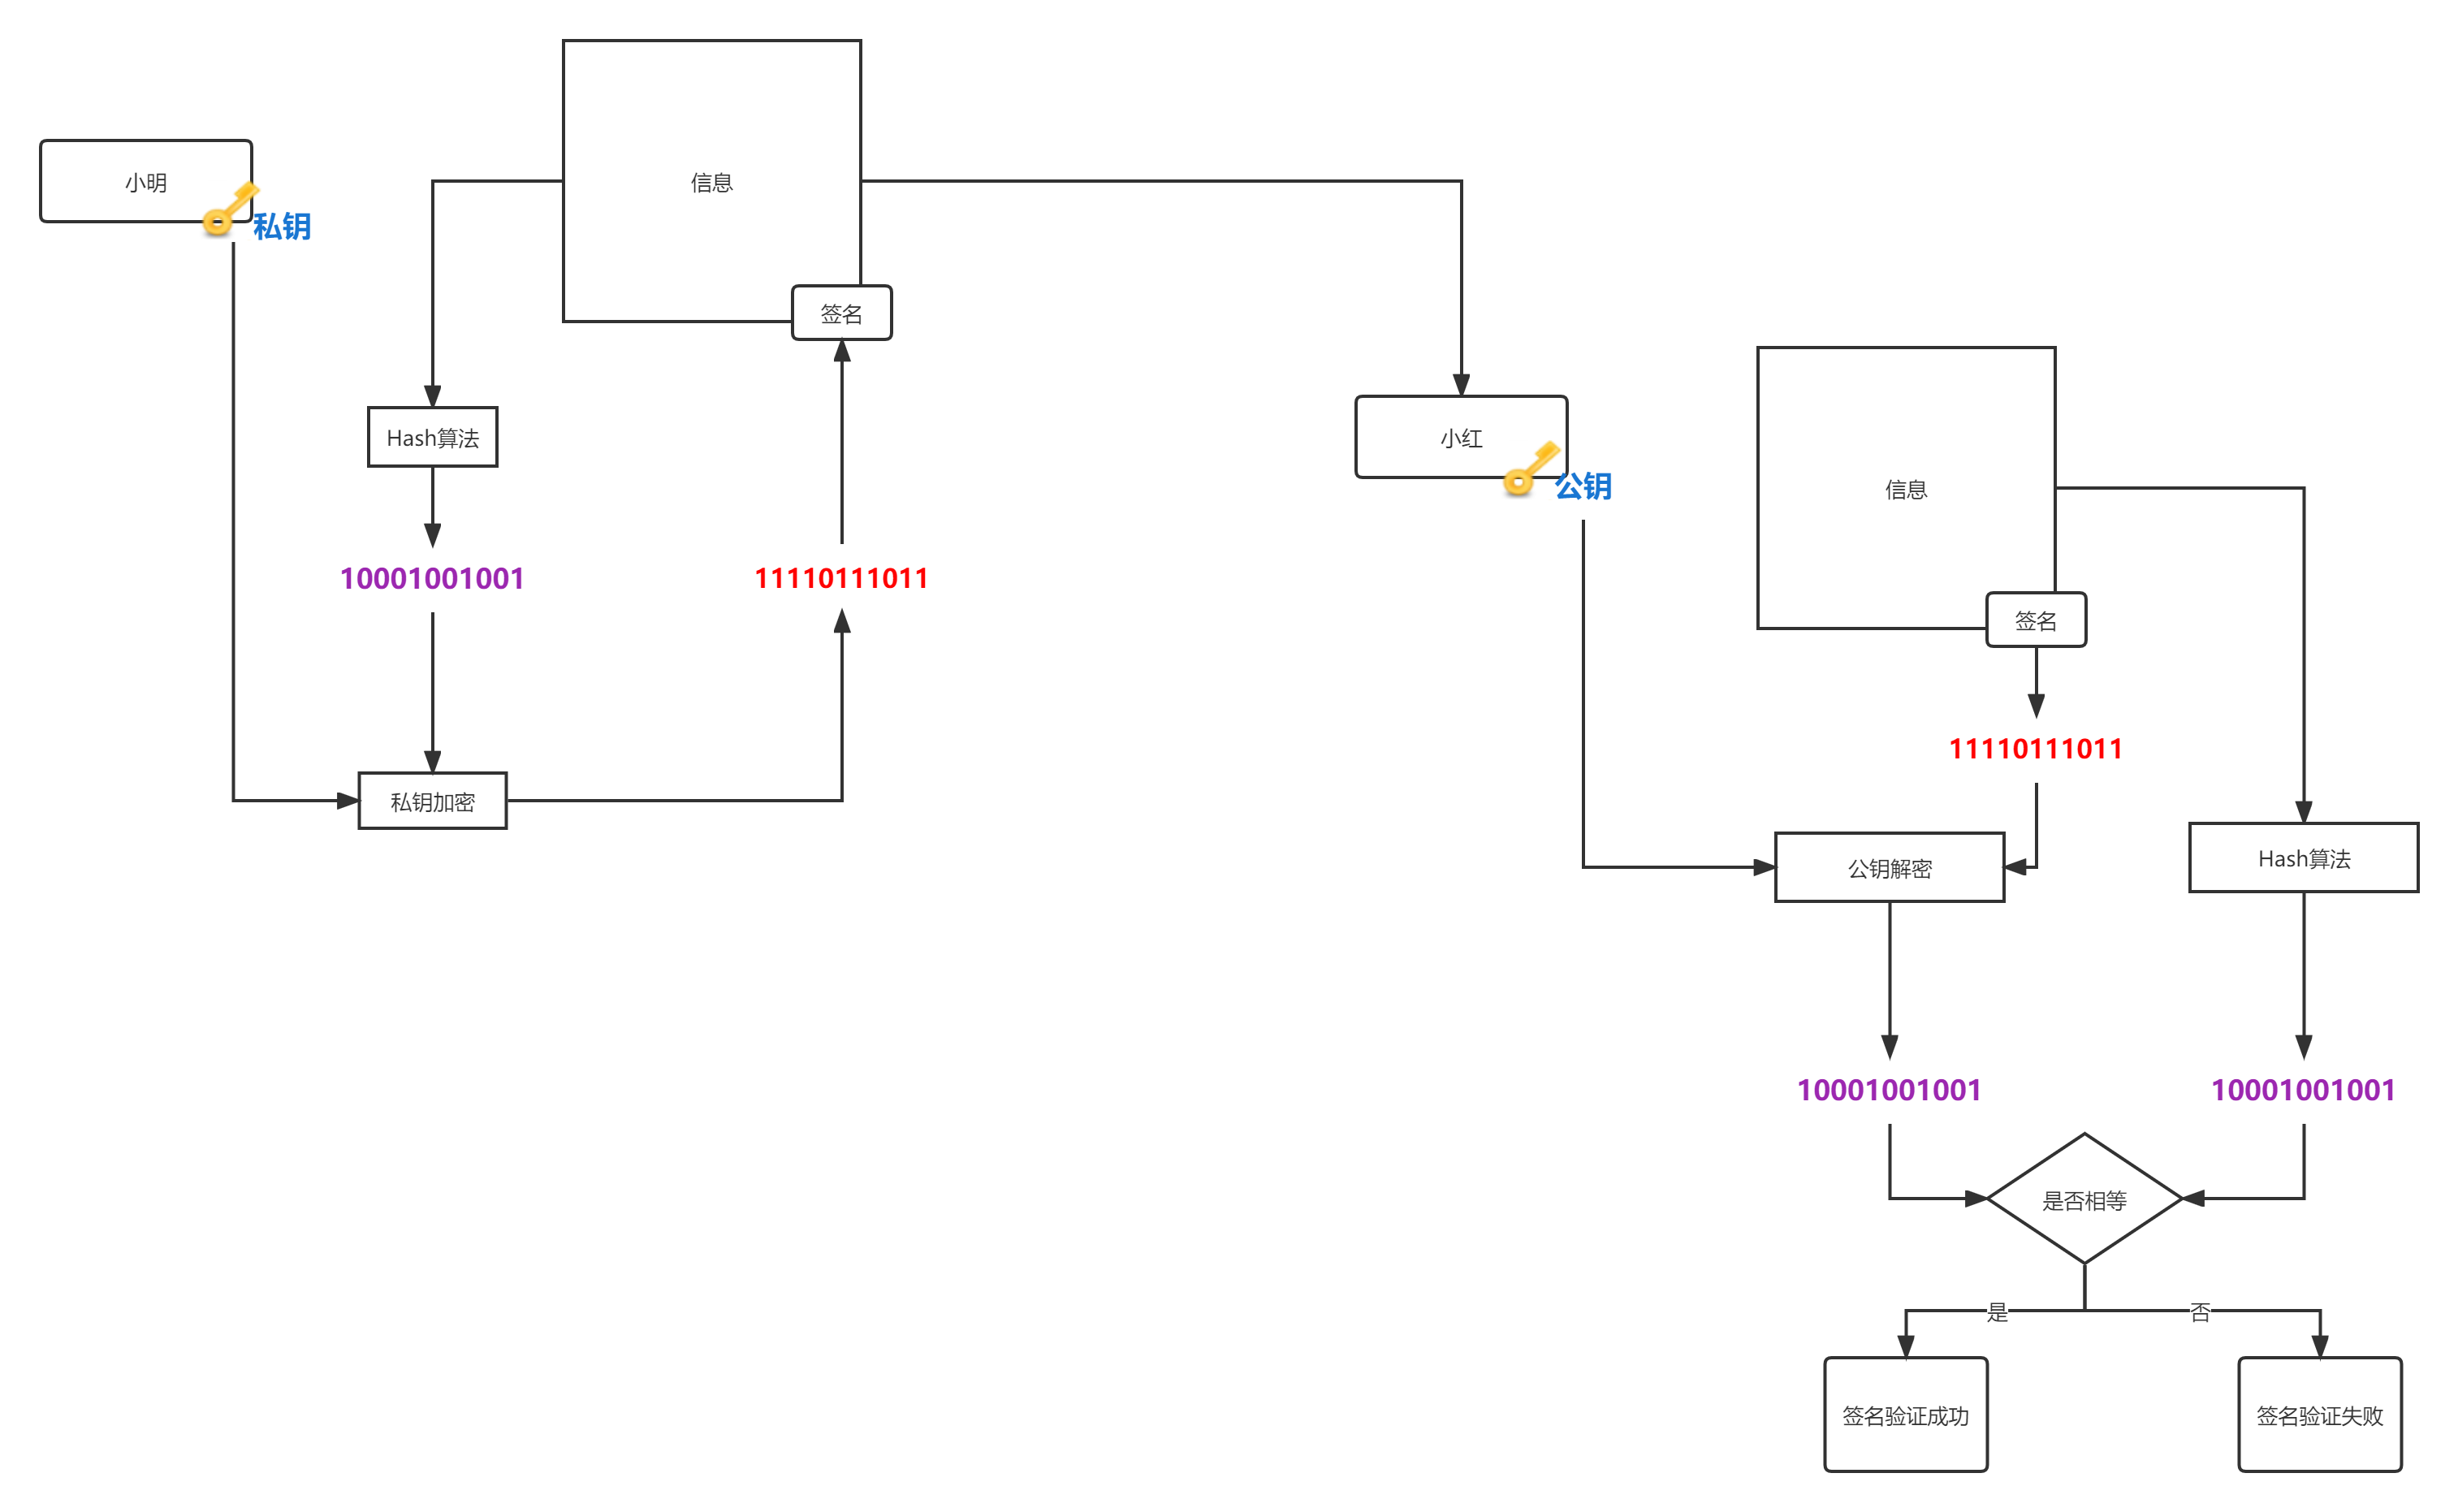 小明
私钥
信息
签名
Hash算法
10001001001
11110111011
私钥加密
小红
公钥
信息
签名
11110111011
公钥解密
Hash算法
10001001001
10001001001
是否相等
是
否
签名验证成功
签名验证失败